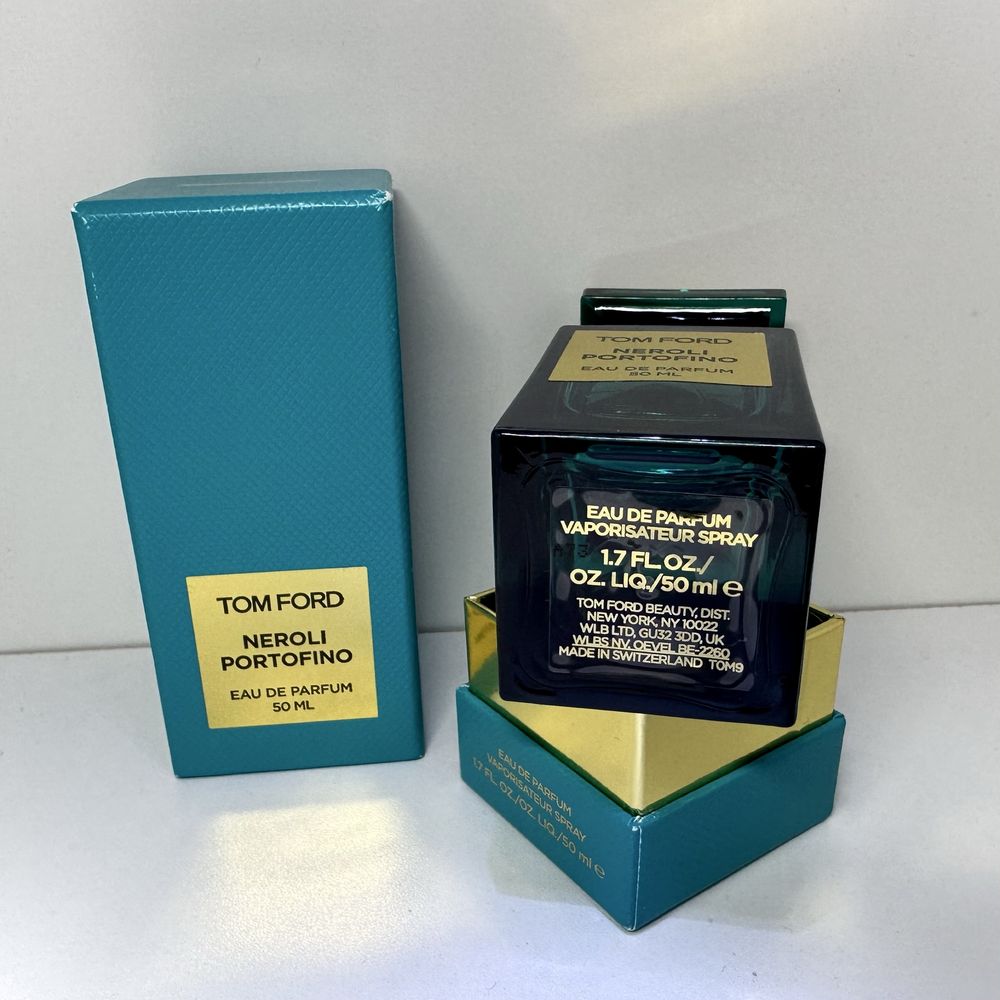 TOM FORD
NEROLI
PORTOFINO
EAU DE PARFUM
50 ML
TOM FORD
NEROLI
PORTOFINO
EAU DE PARFUM
50 ML
EAU DE PARFUM
VAPORISATEUR SPRAY
A73
1.7 FL.OZ./
OZ. LIQ./50 ml e
TOM FORD BEAUTY, DIST.
NEW YORK, NY 10022
WLB LTD, GU32 3DD, UK
WLBS NV. OEVEL BE-2260
MADE IN SWITZERLAND T0M9
EAU DE PARFUM
VAPORISATEUR SPRAY
1.7 FL. OZ./OZ. LIQ./50 ml e